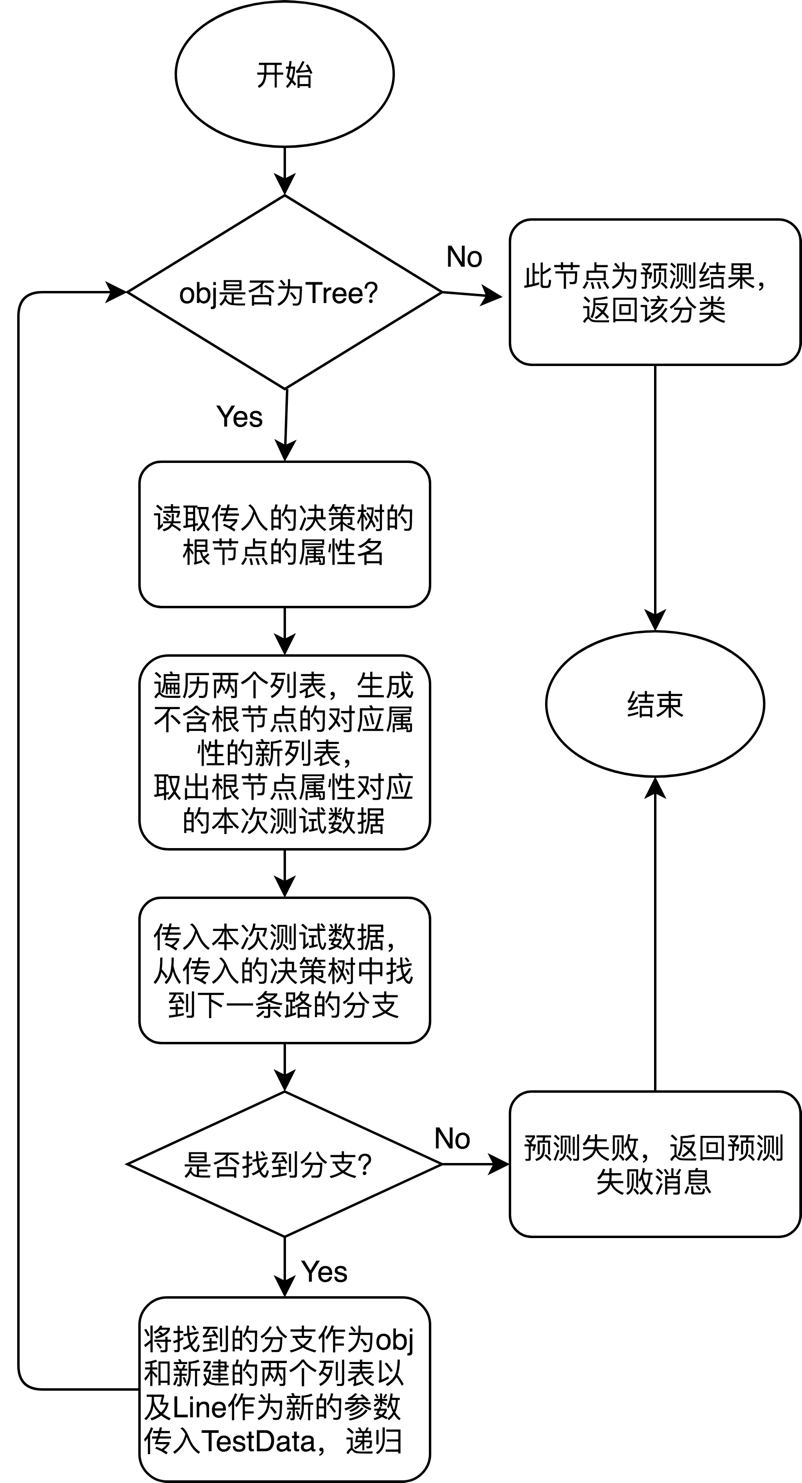 开始
obj是否为Tree?
No
此节点为预测结果，
返回该分类
Yes
读取传入的决策树的
根节点的属性名
遍历两个列表，生成
不含根节点的对应属
性的新列表，
取出根节点属性对应
的本次测试数据
结束
传入本次测试数据，
从传入的决策树中找
到下一条路的分支
是否找到分支?
No
预测失败，返回预测
失败消息
Yes
将找到的分支作为obj
和新建的两个列表以
及Line作为新的参数
传入TestData，递归